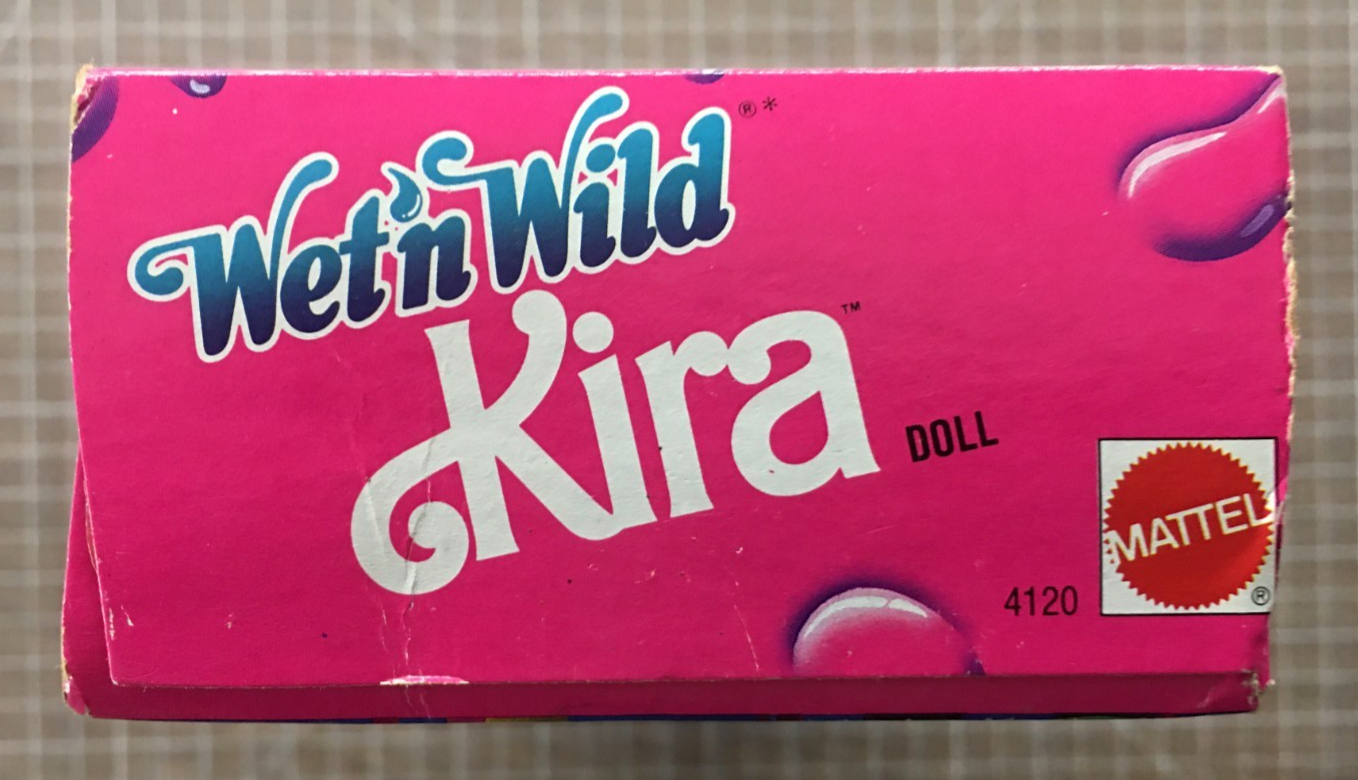 Wet'n Wild®*
Kira™ DOLL
4120
MATTEL®